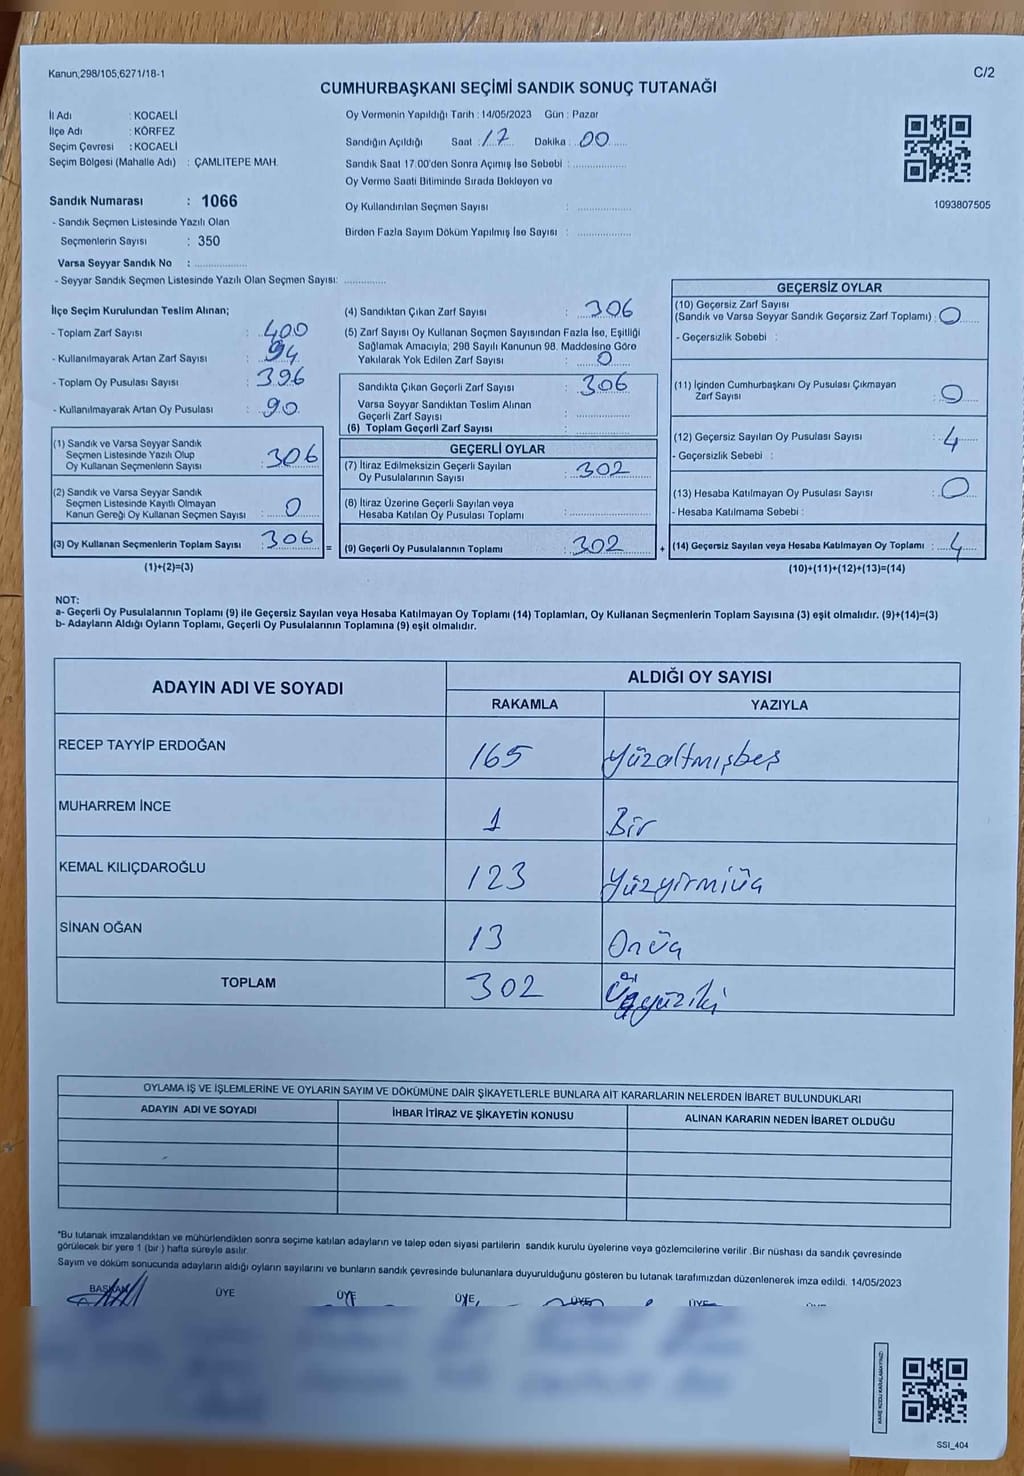 Kanun,298/105,6271/18-1
C/2
CUMHURBAŞKANI SEÇİMİ SANDIK SONUÇ TUTANAĞI
İl Adı : KOCAELİ
İlçe Adı : KÖRFEZ
Seçim Çevresi : KOCAELİ
Seçim Bölgesi (Mahalle Adı) : ÇAMLITEPE MAH.
Sandık Numarası : 1066
- Sandık Seçmen Listesinde Yazılı Olan
Seçmenlerin Sayısı : 350
Varsa Seyyar Sandık No : ................
- Seyyar Sandık Seçmen Listesinde Yazılı Olan Seçmen Sayısı: .............
Oy Vermenin Yapıldığı Tarih : 14/05/2023 Gün : Pazar
Sandığın Açıldığı Saat : 17 Dakika : 00
Sandık Saat 17:00'den Sonra Açımış İse Sebebi : ................
Oy Verme Saati Bitiminde Sırada Bekleyen ve
Oy Kullandırılan Seçmen Sayısı : ................
Birden Fazla Sayım Döküm Yapılmış İse Sayısı : ................
1093807505
İlçe Seçim Kurulundan Teslim Alınan;
- Toplam Zarf Sayısı : 400
- Kullanılmayarak Artan Zarf Sayısı : 94
- Toplam Oy Pusulası Sayısı : 396
- Kullanılmayarak Artan Oy Pusulası : 90
(1) Sandık ve Varsa Seyyar Sandık
Seçmen Listesinde Yazılı Olup
Oy Kullanan Seçmenlerin Sayısı : 306
(2) Sandık ve Varsa Seyyar Sandık
Seçmen Listesinde Kayıtlı Olmayan
Kanun Gereği Oy Kullanan Seçmen Sayısı : 0
(3) Oy Kullanan Seçmenlerin Toplam Sayısı : 306
(1)+(2)=(3)
(4) Sandıktan Çıkan Zarf Sayısı : 306
(5) Zarf Sayısı Oy Kullanan Seçmen Sayısından Fazla İse, Eşitliği
Sağlamak Amacıyla, 298 Sayılı Kanunun 98. Maddesine Göre
Yakılarak Yok Edilen Zarf Sayısı : 0
Sandıkta Çıkan Geçerli Zarf Sayısı : 306
Varsa Seyyar Sandıktan Teslim Alınan
Geçerli Zarf Sayısı : ................
(6) Toplam Geçerli Zarf Sayısı : ................
GEÇERLİ OYLAR
(7) İtiraz Edilmeksizin Geçerli Sayılan
Oy Pusulalarının Sayısı : 302
(8) İtiraz Üzerine Geçerli Sayılan veya
Hesaba Katılan Oy Pusulası Toplamı : ................
= (9) Geçerli Oy Pusulalarının Toplamı : 302 +
GEÇERSİZ OYLAR
(10) Geçersiz Zarf Sayısı
(Sandık ve Varsa Seyyar Sandık Geçersiz Zarf Toplamı) : 0
- Geçersizlik Sebebi :
(11) İçinden Cumhurbaşkanı Oy Pusulası Çıkmayan
Zarf Sayısı : 0
(12) Geçersiz Sayılan Oy Pusulası Sayısı : 4
- Geçersizlik Sebebi :
(13) Hesaba Katılmayan Oy Pusulası Sayısı : 0
- Hesaba Katılmama Sebebi :
(14) Geçersiz Sayılan veya Hesaba Katılmayan Oy Toplamı : 4
(10)+(11)+(12)+(13)=(14)
NOT:
a- Geçerli Oy Pusulalarının Toplamı (9) ile Geçersiz Sayılan veya Hesaba Katılmayan Oy Toplamı (14) Toplamları, Oy Kullanan Seçmenlerin Toplam Sayısına (3) eşit olmalıdır. (9)+(14)=(3)
b- Adayların Aldığı Oyların Toplamı, Geçerli Oy Pusulalarının Toplamına (9) eşit olmalıdır.
ADAYIN ADI VE SOYADI ALDIĞI OY SAYISI
RAKAMLA YAZIYLA
RECEP TAYYİP ERDOĞAN 165 Yüzaltmışbeş
MUHARREM İNCE 1 Bir
KEMAL KILIÇDAROĞLU 123 Yüzyirmiüç
SİNAN OĞAN 13 Onüç
TOPLAM 302 Üçyüziki
OYLAMA İŞ VE İŞLEMLERİNE VE OYLARIN SAYIM VE DÖKÜMÜNE DAİR ŞİKAYETLERLE BUNLARA AİT KARARLARIN NELERDEN İBARET BULUNDUKLARI
ADAYIN ADI VE SOYADI İHBAR İTİRAZ VE ŞİKAYETİN KONUSU ALINAN KARARIN NEDEN İBARET OLDUĞU
*Bu tutanak imzalandıktan ve mühürlendikten sonra seçime katılan adayların ve talep eden siyasi partilerin sandık kurulu üyelerine veya gözlemcilerine verilir .Bir nüshası da sandık çevresinde
görülecek bir yere 1 (bir ) hafta süreyle asılır.
Sayım ve döküm sonucunda adayların aldığı oyların sayılarını ve bunların sandık çevresinde bulunanlara duyurulduğunu gösteren bu tutanak tarafımızdan düzenlenerek imza edildi. 14/05/2023
BAŞKAN ÜYE ÜYE ÜYE ÜYE ÜYE
SSI_404